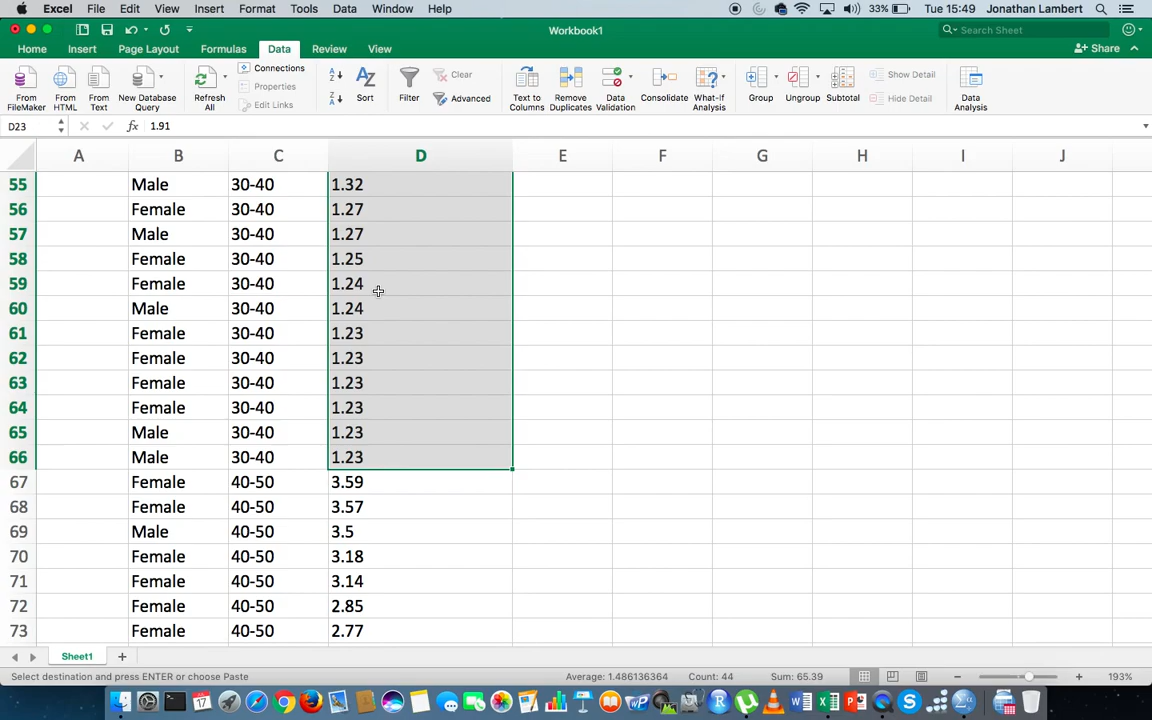 Excel File Edit View Insert Format Tools Data Window Help 33% Tue 15:49 Jonathan Lambert
Workbook1 Search Sheet
Home Insert Page Layout Formulas Data Review View Share
From FileMaker From HTML From Text New Database Query Refresh All Connections Properties Edit Links Sort Filter Clear Advanced Text to Columns Remove Duplicates Data Validation Consolidate What-If Analysis Group Ungroup Subtotal Show Detail Hide Detail Data Analysis
D23 fx 1.91
A B C D E F G H I J
55 Male 30-40 1.32
56 Female 30-40 1.27
57 Male 30-40 1.27
58 Female 30-40 1.25
59 Female 30-40 1.24
60 Male 30-40 1.24
61 Female 30-40 1.23
62 Female 30-40 1.23
63 Female 30-40 1.23
64 Female 30-40 1.23
65 Male 30-40 1.23
66 Male 30-40 1.23
67 Female 40-50 3.59
68 Female 40-50 3.57
69 Male 40-50 3.5
70 Female 40-50 3.18
71 Female 40-50 3.14
72 Female 40-50 2.85
73 Female 40-50 2.77
Sheet1
Select destination and press ENTER or choose Paste Average: 1.486136364 Count: 44 Sum: 65.39 193%